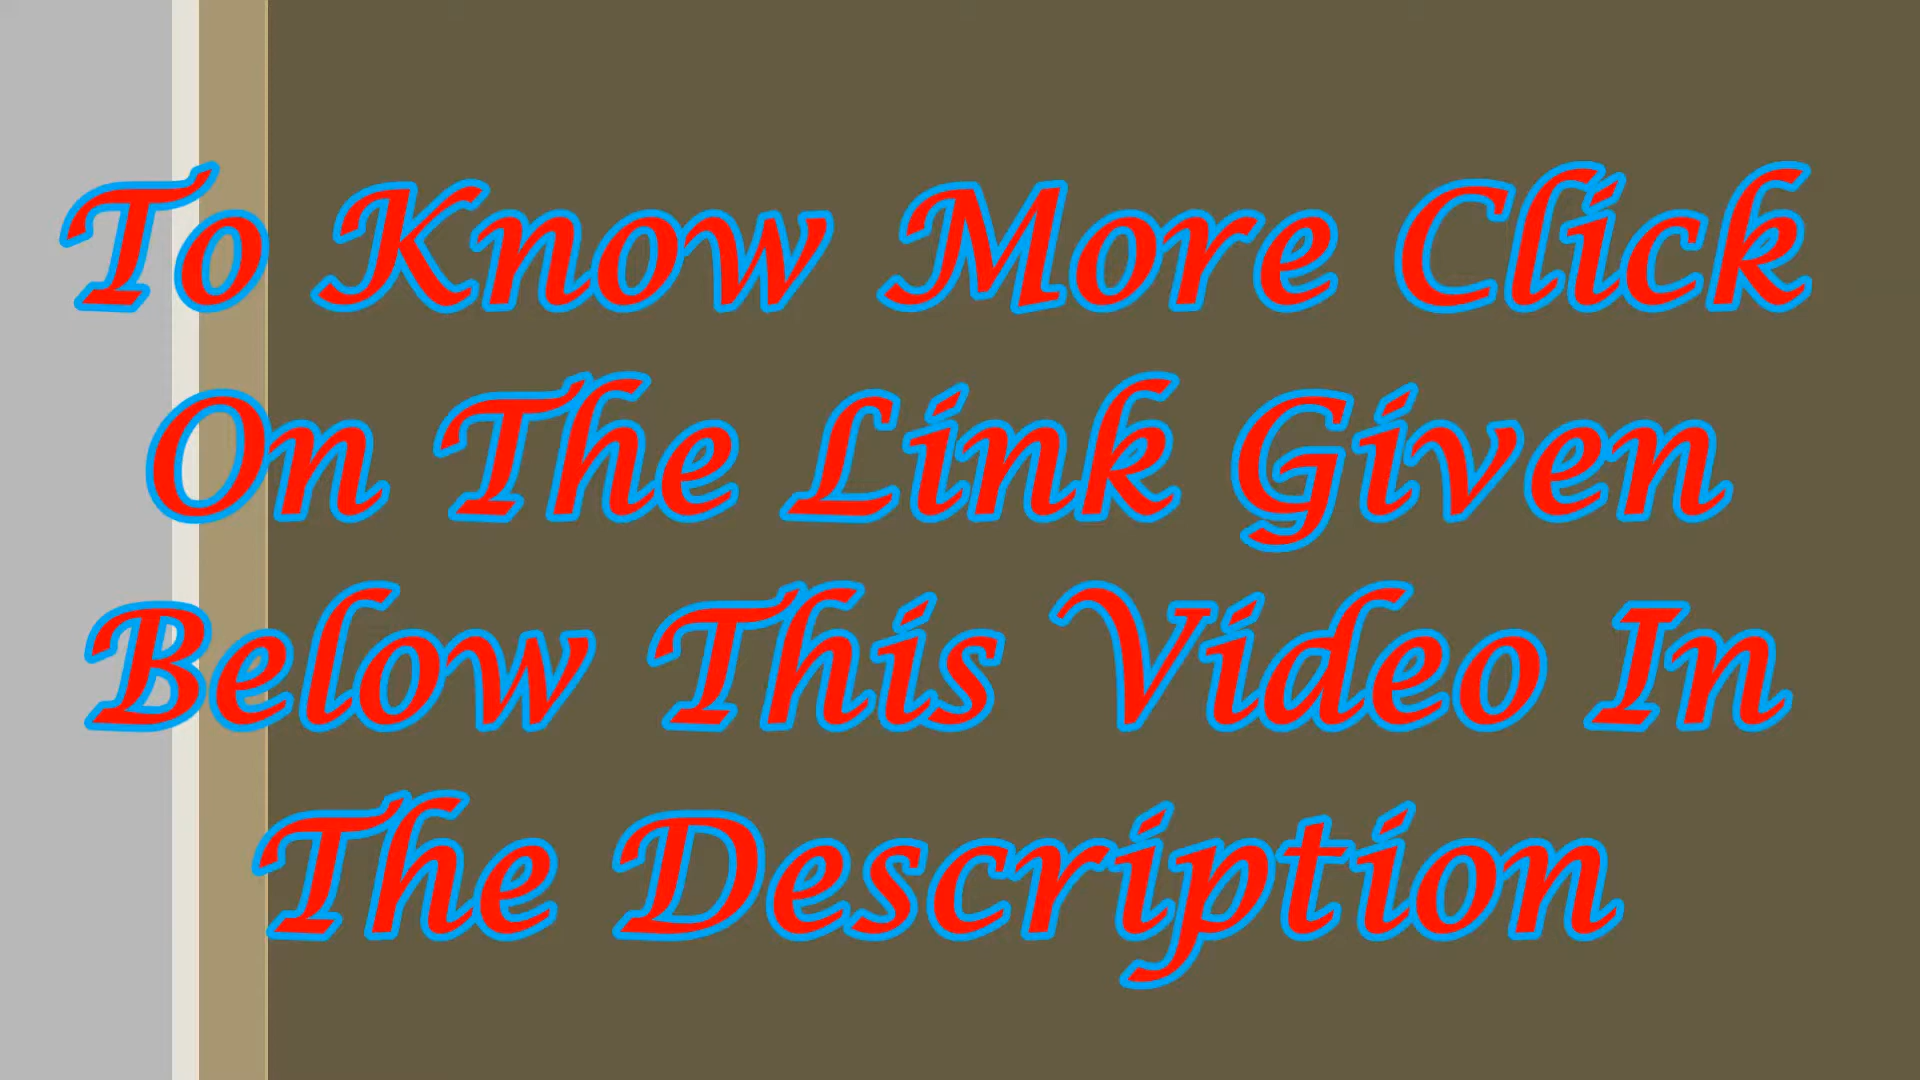 To Know More Click
On The Link Given
Below This Video In
The Description